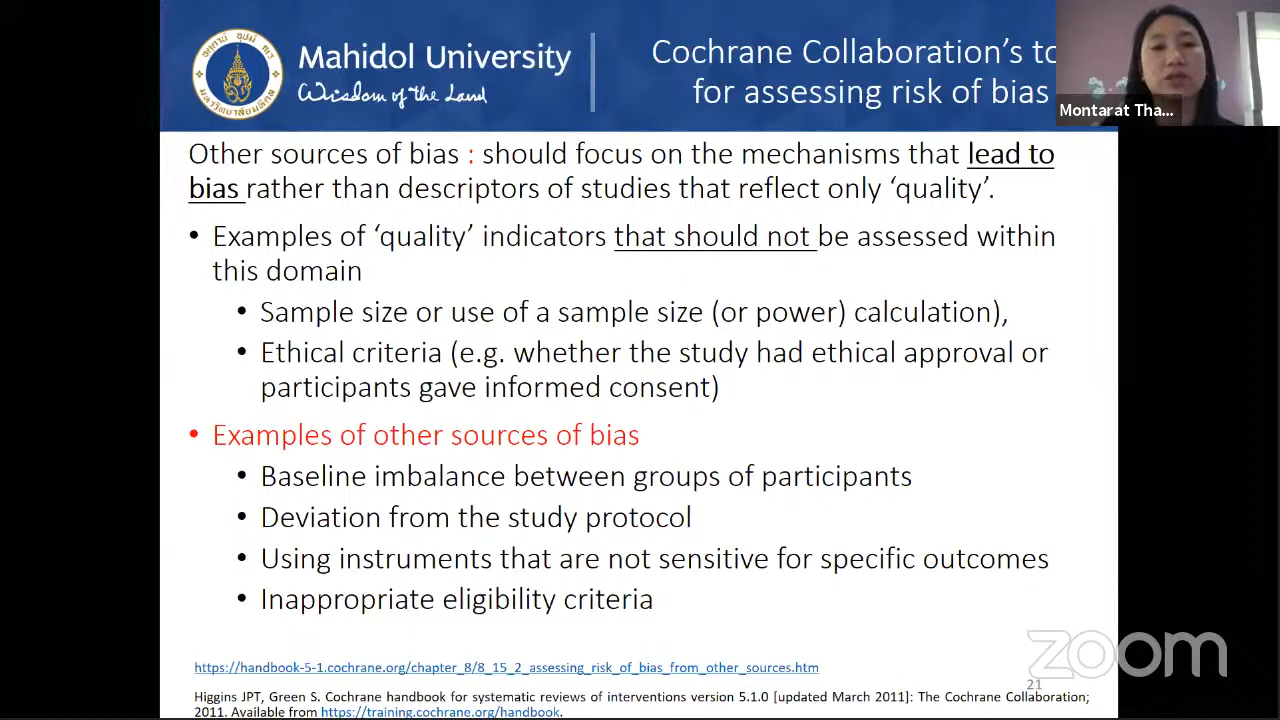 Mahidol University
Wisdom of the Land
Cochrane Collaboration's to
for assessing risk of bias
Montarat Tha...
Other sources of bias : should focus on the mechanisms that lead to
bias rather than descriptors of studies that reflect only ‘quality’.
• Examples of ‘quality’ indicators that should not be assessed within
this domain
• Sample size or use of a sample size (or power) calculation),
• Ethical criteria (e.g. whether the study had ethical approval or
participants gave informed consent)
• Examples of other sources of bias
• Baseline imbalance between groups of participants
• Deviation from the study protocol
• Using instruments that are not sensitive for specific outcomes
• Inappropriate eligibility criteria
zoom
https://handbook-5-1.cochrane.org/chapter_8/8_15_2_assessing_risk_of_bias_from_other_sources.htm
21
Higgins JPT, Green S. Cochrane handbook for systematic reviews of interventions version 5.1.0 [updated March 2011]: The Cochrane Collaboration;
2011. Available from https://training.cochrane.org/handbook.